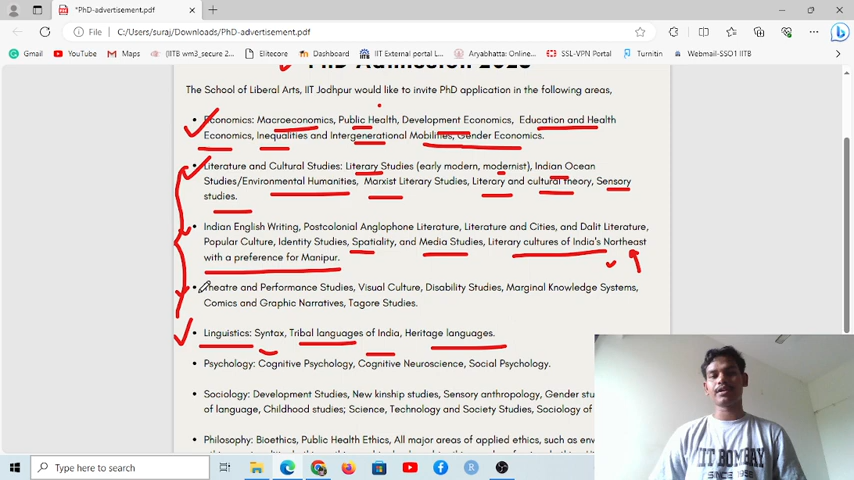 *PhD-advertisement.pdf
File
C:/Users/suraj/Downloads/PhD-advertisement.pdf
Gmail
YouTube
Maps
(IITB wm3_secure 2...
Elitecore
Dashboard
IIT External portal L...
Aryabhatta: Online...
SSL-VPN Portal
Turnitin
Webmail-SSO1 IITB
PhD Admission 2023
The School of Liberal Arts, IIT Jodhpur would like to invite PhD application in the following areas,
Economics: Macroeconomics, Public Health, Development Economics, Education and Health
Economics, Inequalities and Intergenerational Mobilities, Gender Economics.
Literature and Cultural Studies: Literary Studies (early modern, modernist), Indian Ocean
Studies/Environmental Humanities, Marxist Literary Studies, Literary and cultural theory, Sensory
studies.
Indian English Writing, Postcolonial Anglophone Literature, Literature and Cities, and Dalit Literature,
Popular Culture, Identity Studies, Spatiality, and Media Studies, Literary cultures of India's Northeast
with a preference for Manipur.
Theatre and Performance Studies, Visual Culture, Disability Studies, Marginal Knowledge Systems,
Comics and Graphic Narratives, Tagore Studies.
Linguistics: Syntax, Tribal languages of India, Heritage languages.
Psychology: Cognitive Psychology, Cognitive Neuroscience, Social Psychology.
Sociology: Development Studies, New kinship studies, Sensory anthropology, Gender stu
of language, Childhood studies; Science, Technology and Society Studies, Sociology of
Philosophy: Bioethics, Public Health Ethics, All major areas of applied ethics, such as env
IIT BOMBAY
SINCE 1958
Type here to search